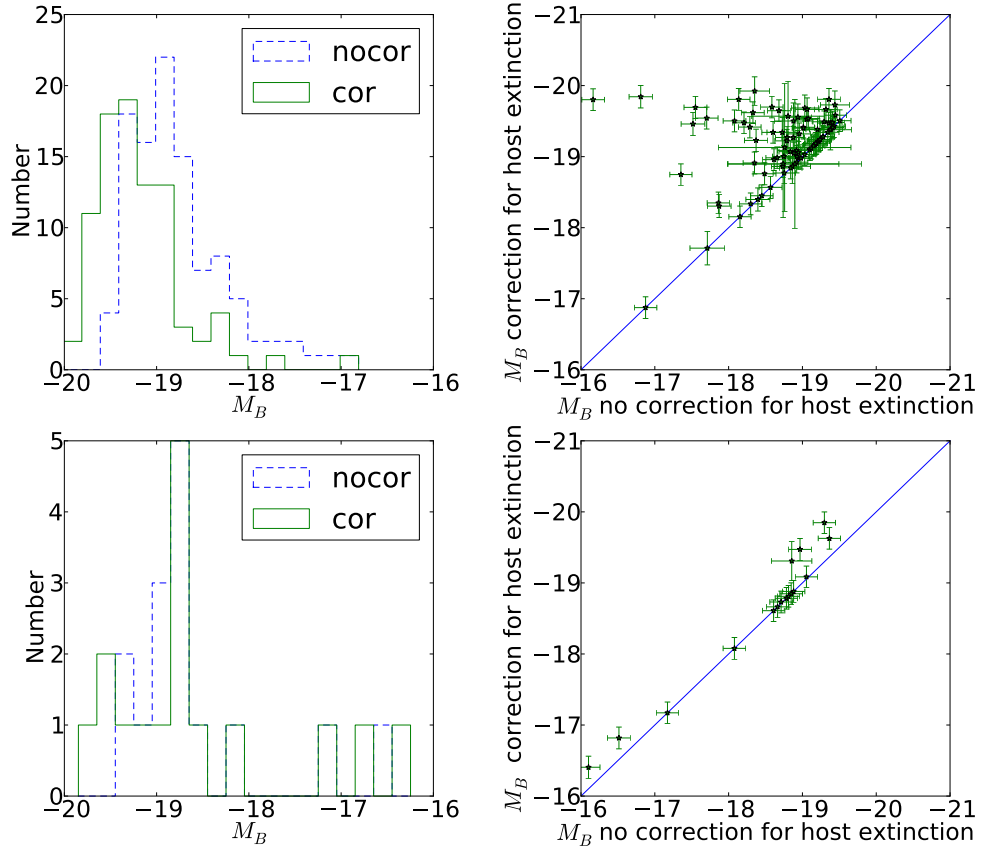 25
20
15
10
5
0
Number
nocor
cor
−20 −19 −18 −17 −16
M_B
−21
−20
−19
−18
−17
−16
M_B correction for host extinction
−16 −17 −18 −19 −20 −21
M_B no correction for host extinction
5
4
3
2
1
0
Number
nocor
cor
−20 −19 −18 −17 −16
M_B
−21
−20
−19
−18
−17
−16
M_B correction for host extinction
−16 −17 −18 −19 −20 −21
M_B no correction for host extinction